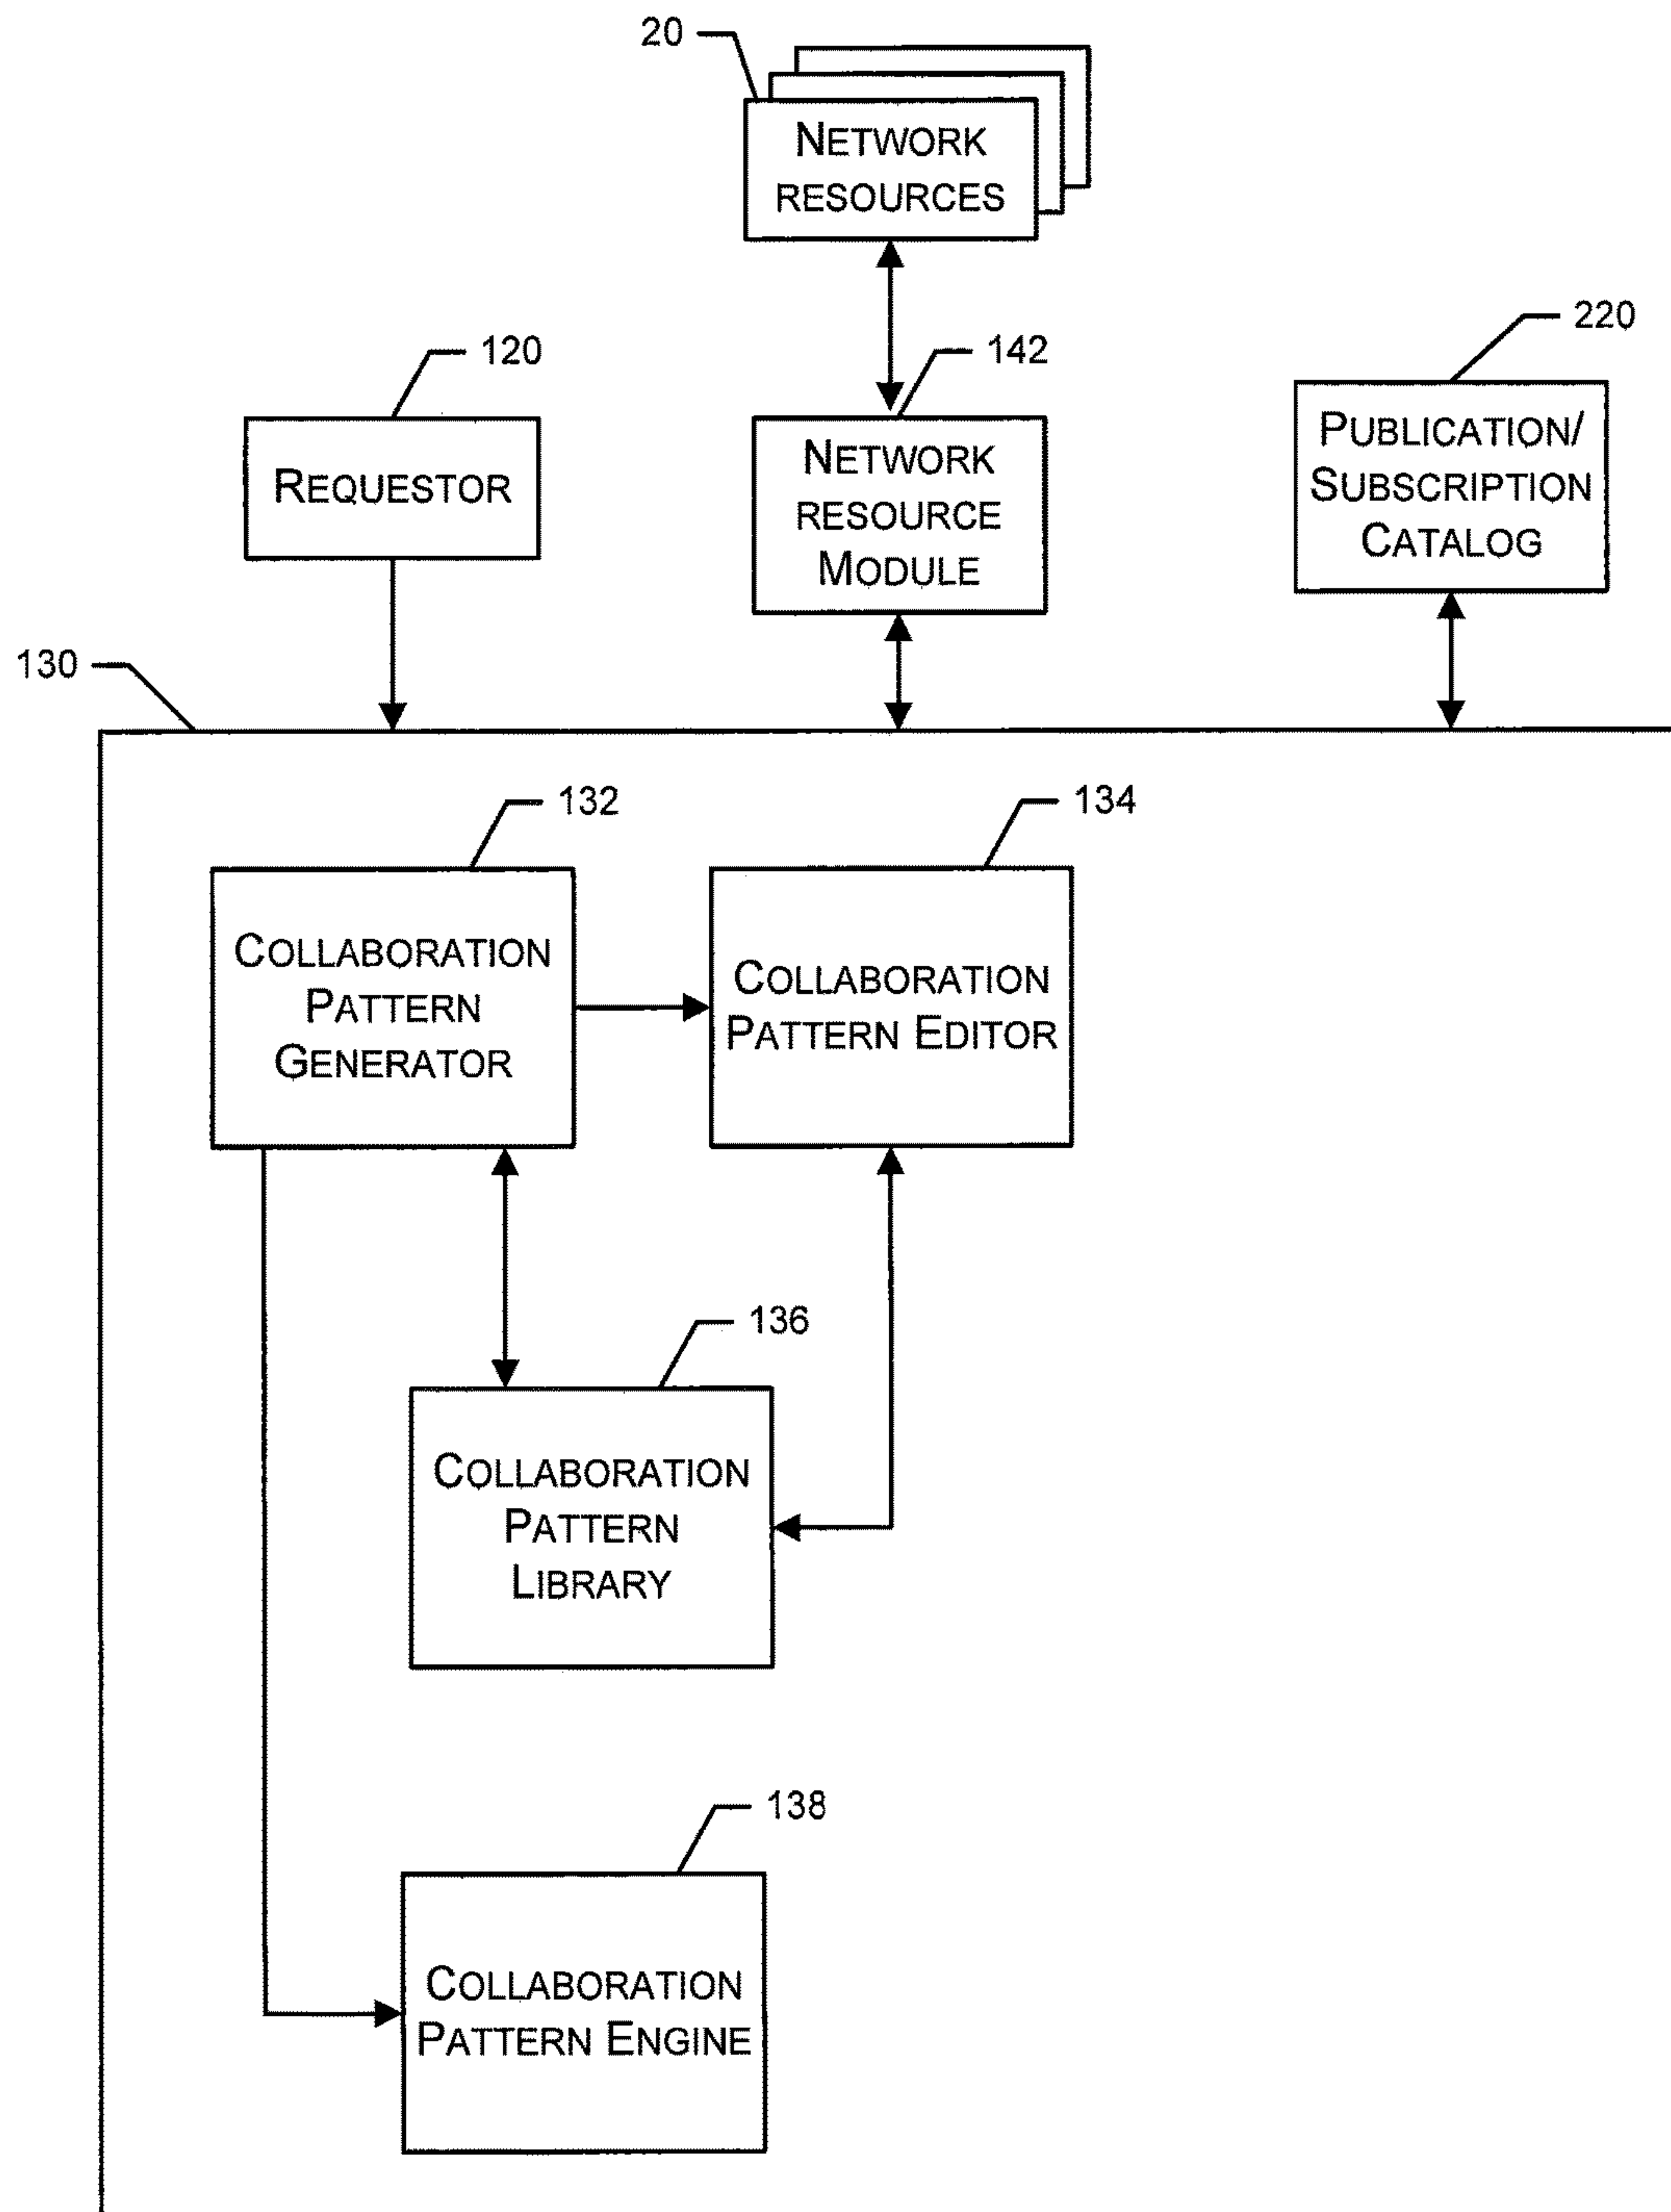 20
NETWORK
RESOURCES
120
142
220
REQUESTOR
NETWORK
RESOURCE
MODULE
PUBLICATION/
SUBSCRIPTION
CATALOG
130
132
134
COLLABORATION
PATTERN
GENERATOR
COLLABORATION
PATTERN EDITOR
136
COLLABORATION
PATTERN
LIBRARY
138
COLLABORATION
PATTERN ENGINE